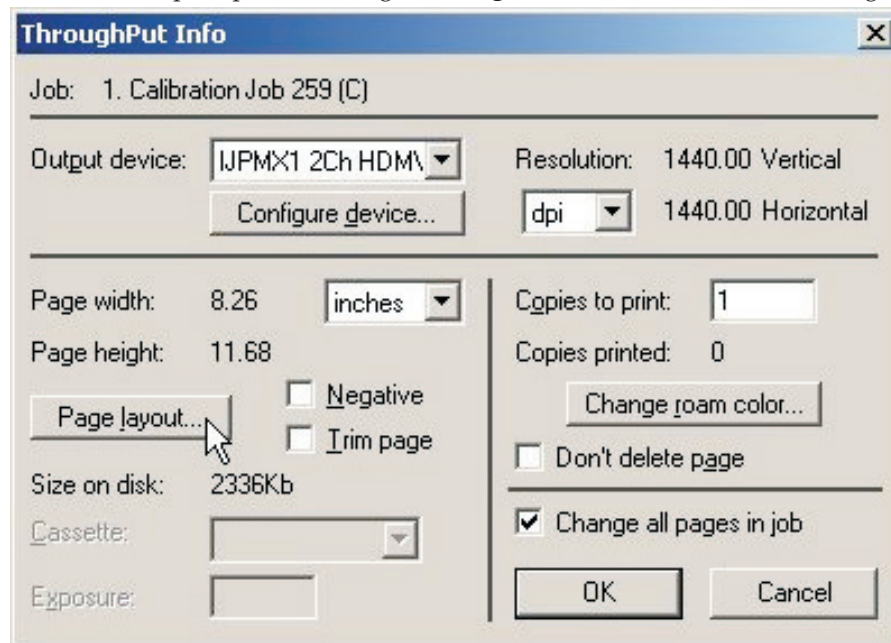 ThroughPut Info
Job: 1. Calibration Job 259 (C)
Output device: IJPMX1 2Ch HDM\
Configure device...
Resolution: 1440.00 Vertical
dpi 1440.00 Horizontal
Page width: 8.26 inches
Page height: 11.68
Page layout...
Negative
Trim page
Size on disk: 2336Kb
Cassette:
Exposure:
Copies to print: 1
Copies printed: 0
Change roam color...
Don't delete page
Change all pages in job
OK Cancel